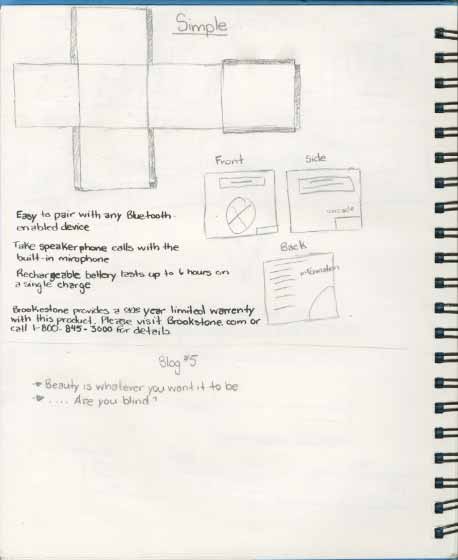 Simple
Front
Side
barcode
Back
information
Easy to pair with any Bluetooth-
enabled device
Take speakerphone calls with the
built-in mirophone
Rechargeable battery lasts up to 6 hours on
a single charge
Brookestone provides a one year limited warrenty
with this product. Please visit Brookstone.com or
call 1-800-845-3000 for details
Blog #5
Beauty is whatever you want it to be
.... Are you blind?